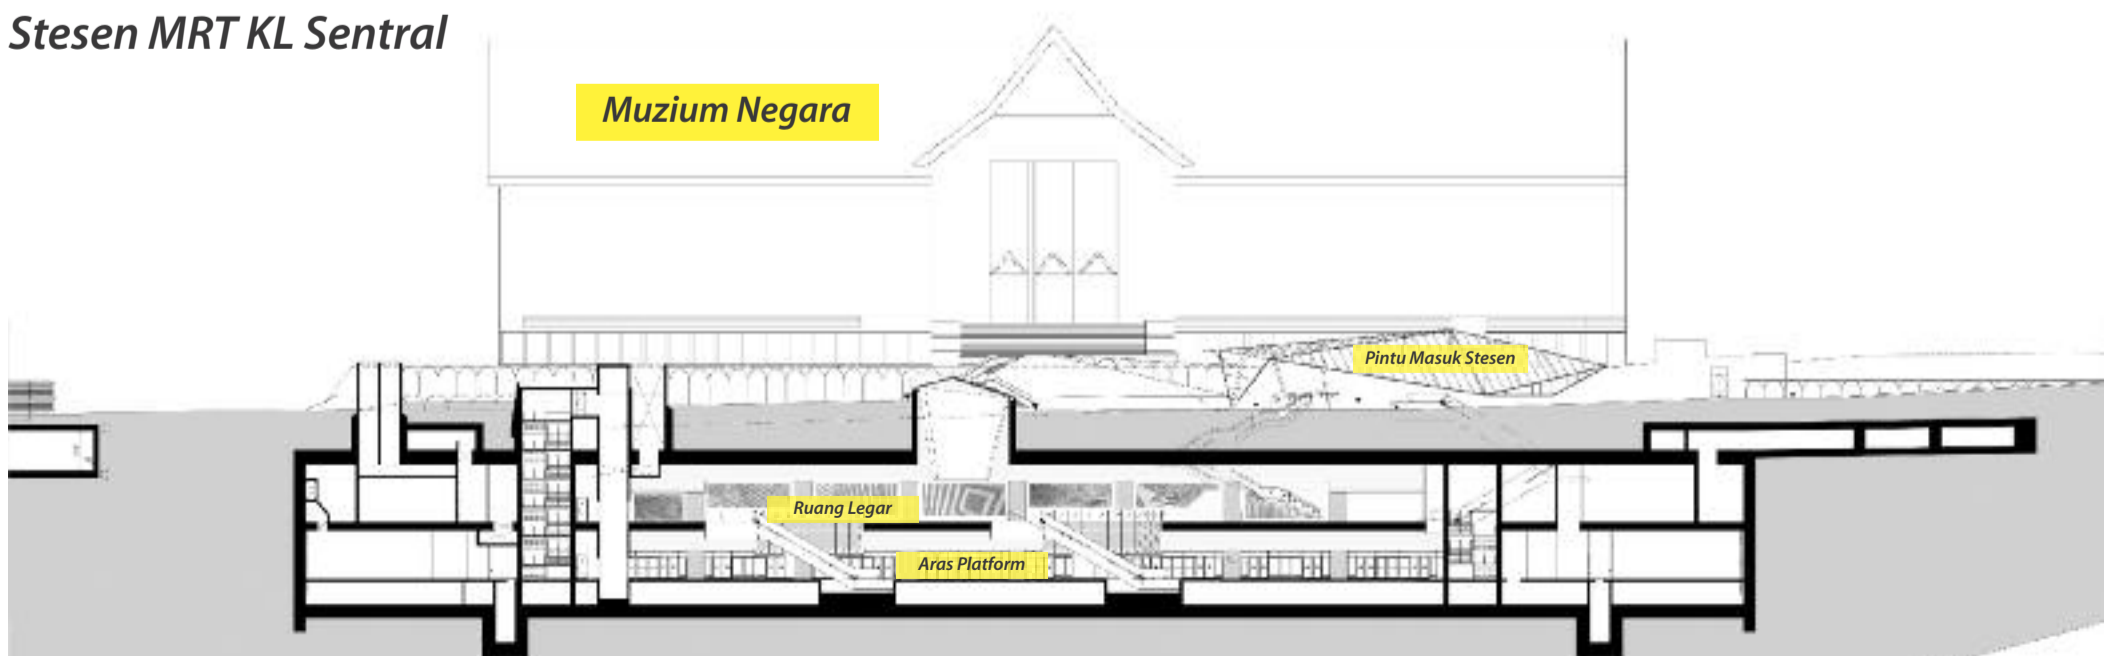 Stesen MRT KL Sentral
Muzium Negara
Pintu Masuk Stesen
Ruang Legar
Aras Platform